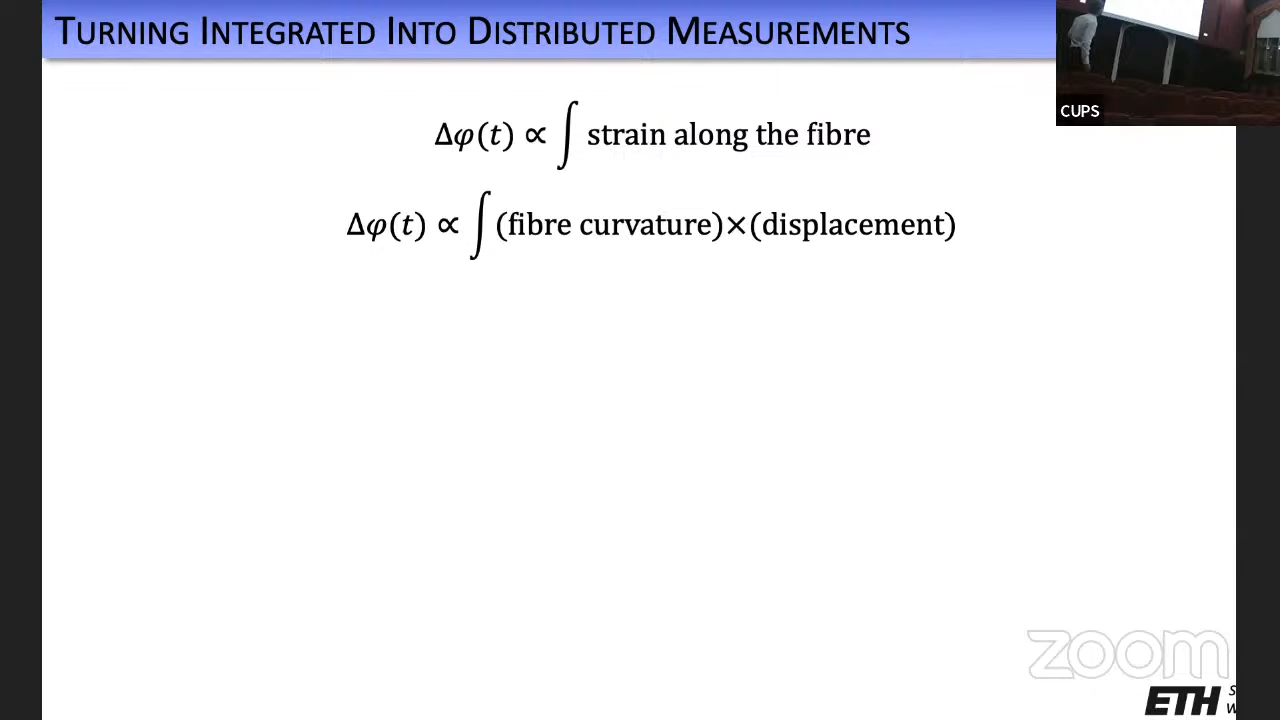 TURNING INTEGRATED INTO DISTRIBUTED MEASUREMENTS
CUPS
Δφ(t) ∝ ∫ strain along the fibre
Δφ(t) ∝ ∫ (fibre curvature)×(displacement)
zoom
ETH
S
W